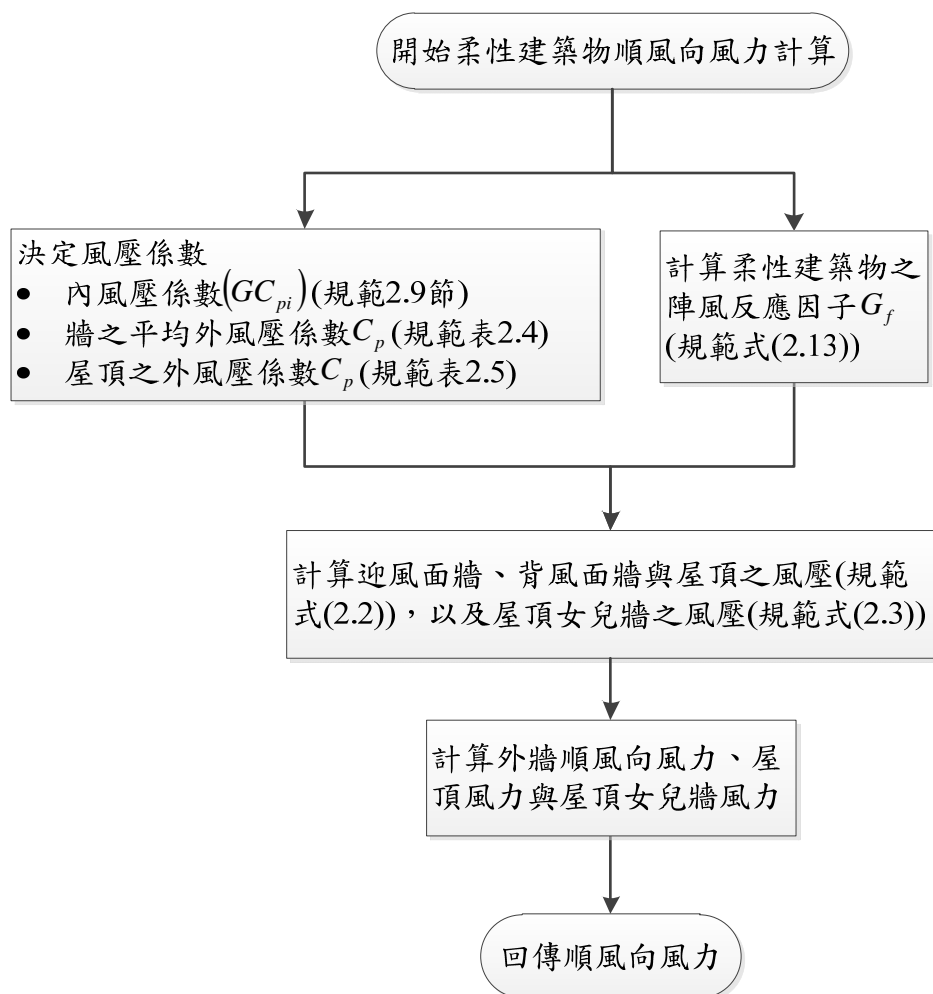 開始柔性建築物順風向風力計算
決定風壓係數
● 內風壓係數(GC_{pi})(規範2.9節)
● 牆之平均外風壓係數C_p(規範表2.4)
● 屋頂之外風壓係數C_p(規範表2.5)
計算柔性建築物之
陣風反應因子G_f
(規範式(2.13))
計算迎風面牆、背風面牆與屋頂之風壓(規範
式(2.2)),以及屋頂女兒牆之風壓(規範式(2.3))
計算外牆順風向風力、屋
頂風力與屋頂女兒牆風力
回傳順風向風力